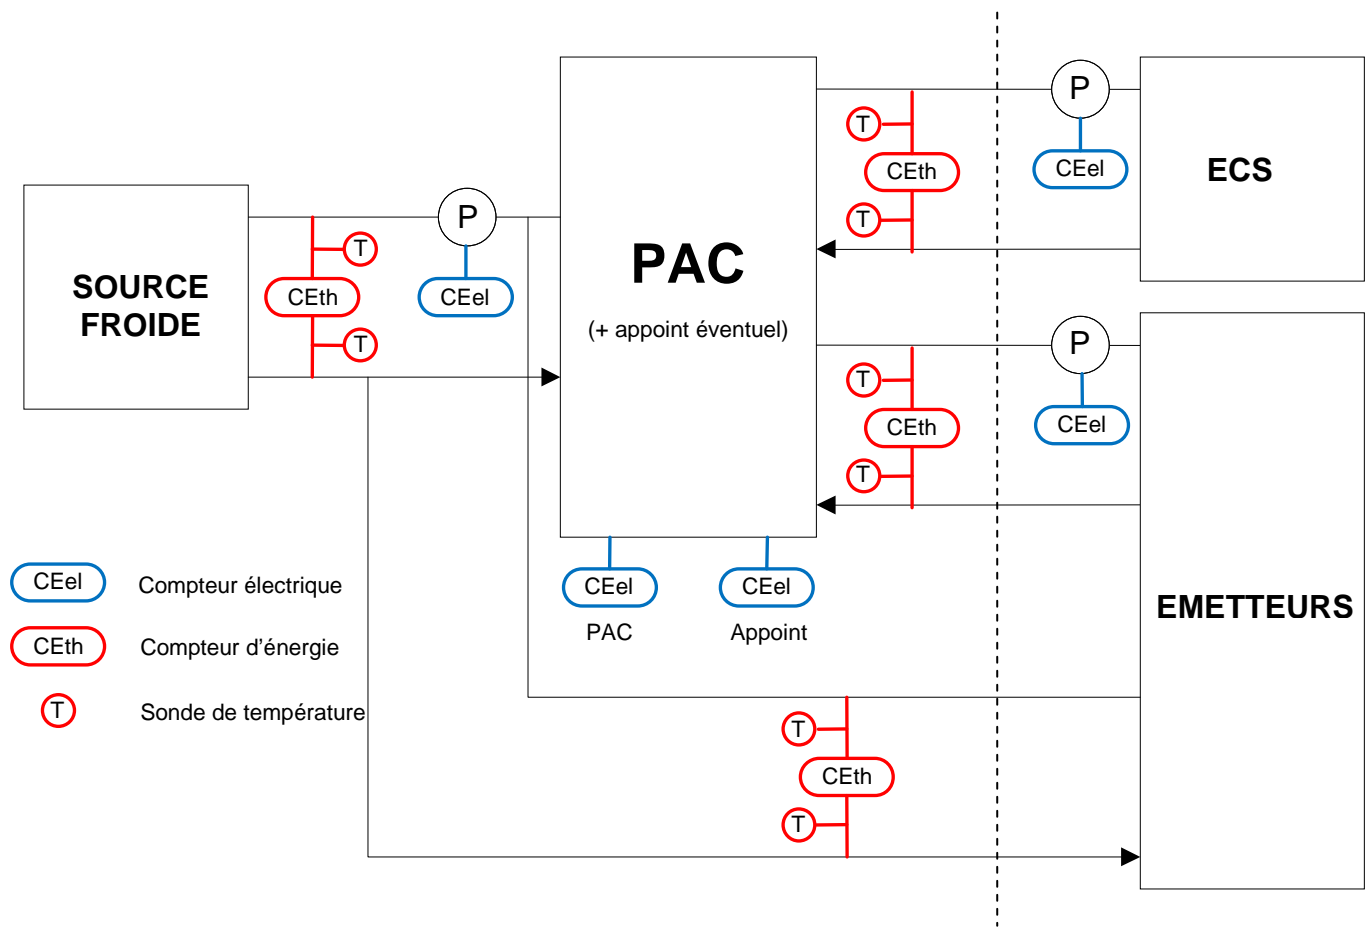 P
P
T
CEth
T
CEel
ECS
SOURCE
FROIDE
T
CEth
T
P
CEel
PAC
(+ appoint éventuel)
T
CEth
T
P
CEel
CEel
PAC
CEel
Appoint
EMETTEURS
CEel Compteur électrique
CEth Compteur d’énergie
T Sonde de température
T
CEth
T